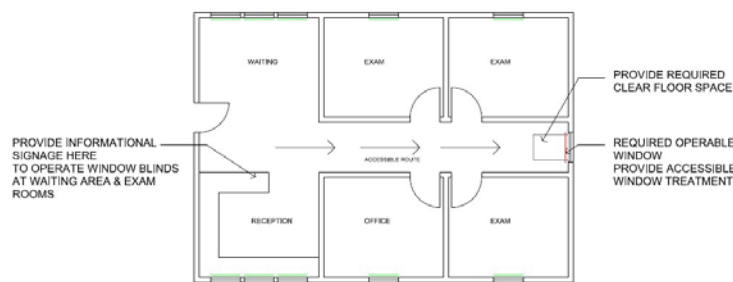 WAITING
EXAM
EXAM
PROVIDE REQUIRED
CLEAR FLOOR SPACE
PROVIDE INFORMATIONAL
SIGNAGE HERE
TO OPERATE WINDOW BLINDS
AT WAITING AREA & EXAM
ROOMS
ACCESSIBLE ROUTE
REQUIRED OPERABLE
WINDOW
PROVIDE ACCESSIBLE
WINDOW TREATMENT
RECEPTION
OFFICE
EXAM